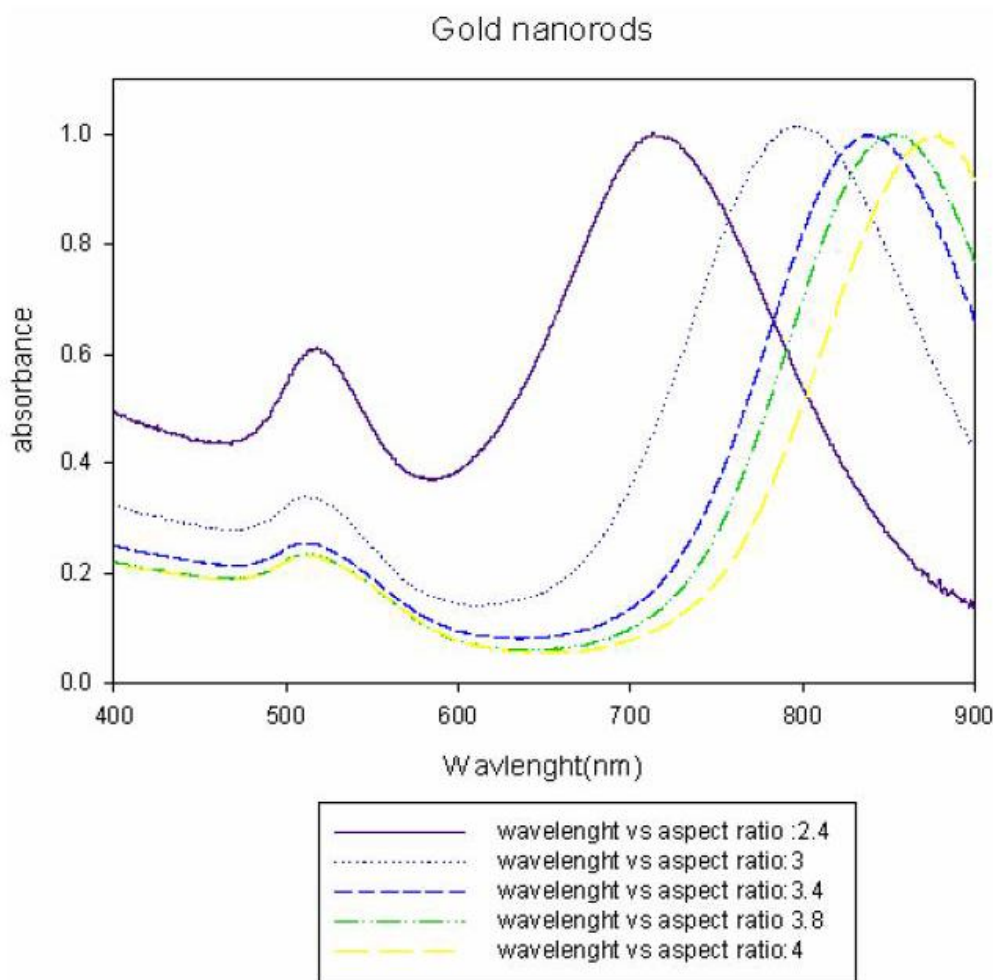 Gold nanorods
absorbance
1.0
0.8
0.6
0.4
0.2
0.0
400 500 600 700 800 900
Wavlenght(nm)
wavelenght vs aspect ratio :2.4
wavelenght vs aspect ratio:3
wavelenght vs aspect ratio:3.4
wavelenght vs aspect ratio 3.8
wavelenght vs aspect ratio:4